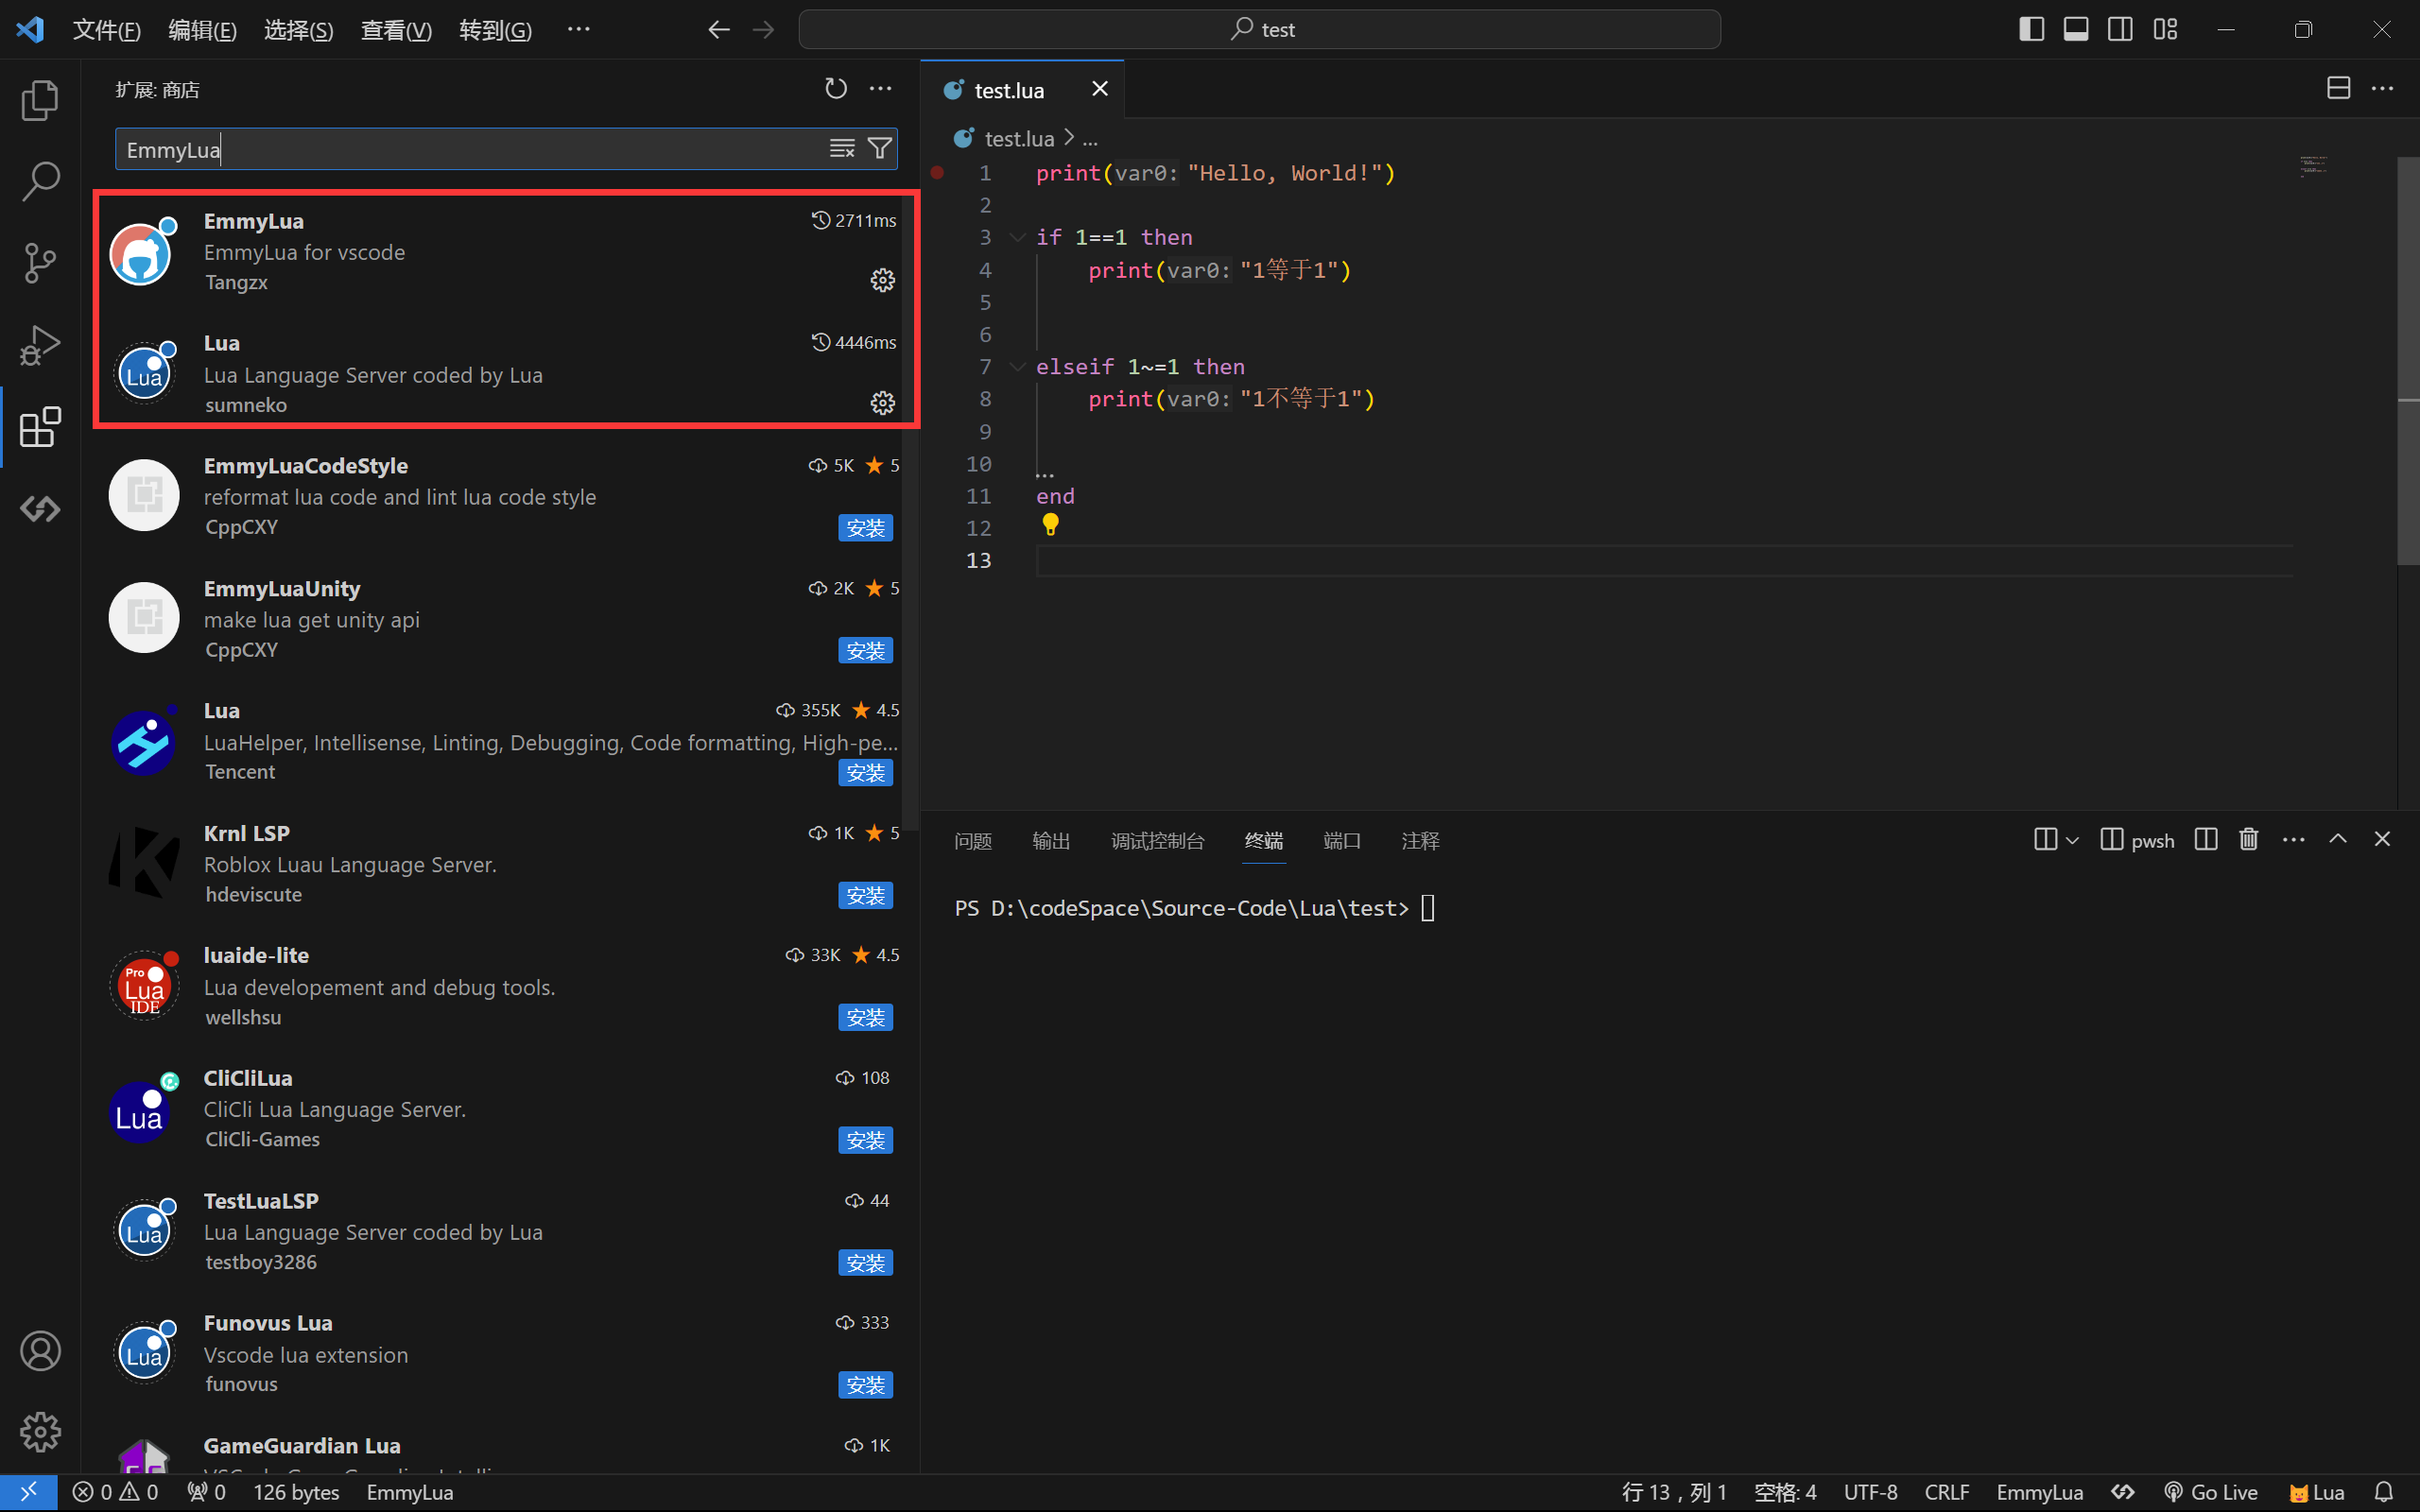 文件(F) 编辑(E) 选择(S) 查看(V) 转到(G) ··· test
扩展: 商店
EmmyLua
EmmyLua 2711ms
EmmyLua for vscode
Tangzx
Lua 4446ms
Lua Language Server coded by Lua
sumneko
EmmyLuaCodeStyle 5K ★ 5
reformat lua code and lint lua code style
CppCXY 安装
EmmyLuaUnity 2K ★ 5
make lua get unity api
CppCXY 安装
Lua 355K ★ 4.5
LuaHelper, Intellisense, Linting, Debugging, Code formatting, High-pe...
Tencent 安装
Krnl LSP 1K ★ 5
Roblox Luau Language Server.
hdeviscute 安装
luaide-lite 33K ★ 4.5
Lua developement and debug tools.
wellshsu 安装
CliCliLua 108
CliCli Lua Language Server.
CliCli-Games 安装
TestLuaLSP 44
Lua Language Server coded by Lua
testboy3286 安装
Funovus Lua 333
Vscode lua extension
funovus 安装
GameGuardian Lua 1K
Lua
Pro
Lua
IDE
Lua
Lua
Lua
test.lua
test.lua > ...
1 print(var0: "Hello, World!")
2
3 if 1==1 then
4 print(var0: "1等于1")
5
6
7 elseif 1~=1 then
8 print(var0: "1不等于1")
9
10
11 end
12
13
问题 输出 调试控制台 终端 端口 注释 pwsh
PS D:\codeSpace\Source-Code\Lua\test>
0 0 0 126 bytes EmmyLua 行 13，列 1 空格: 4 UTF-8 CRLF EmmyLua Go Live Lua